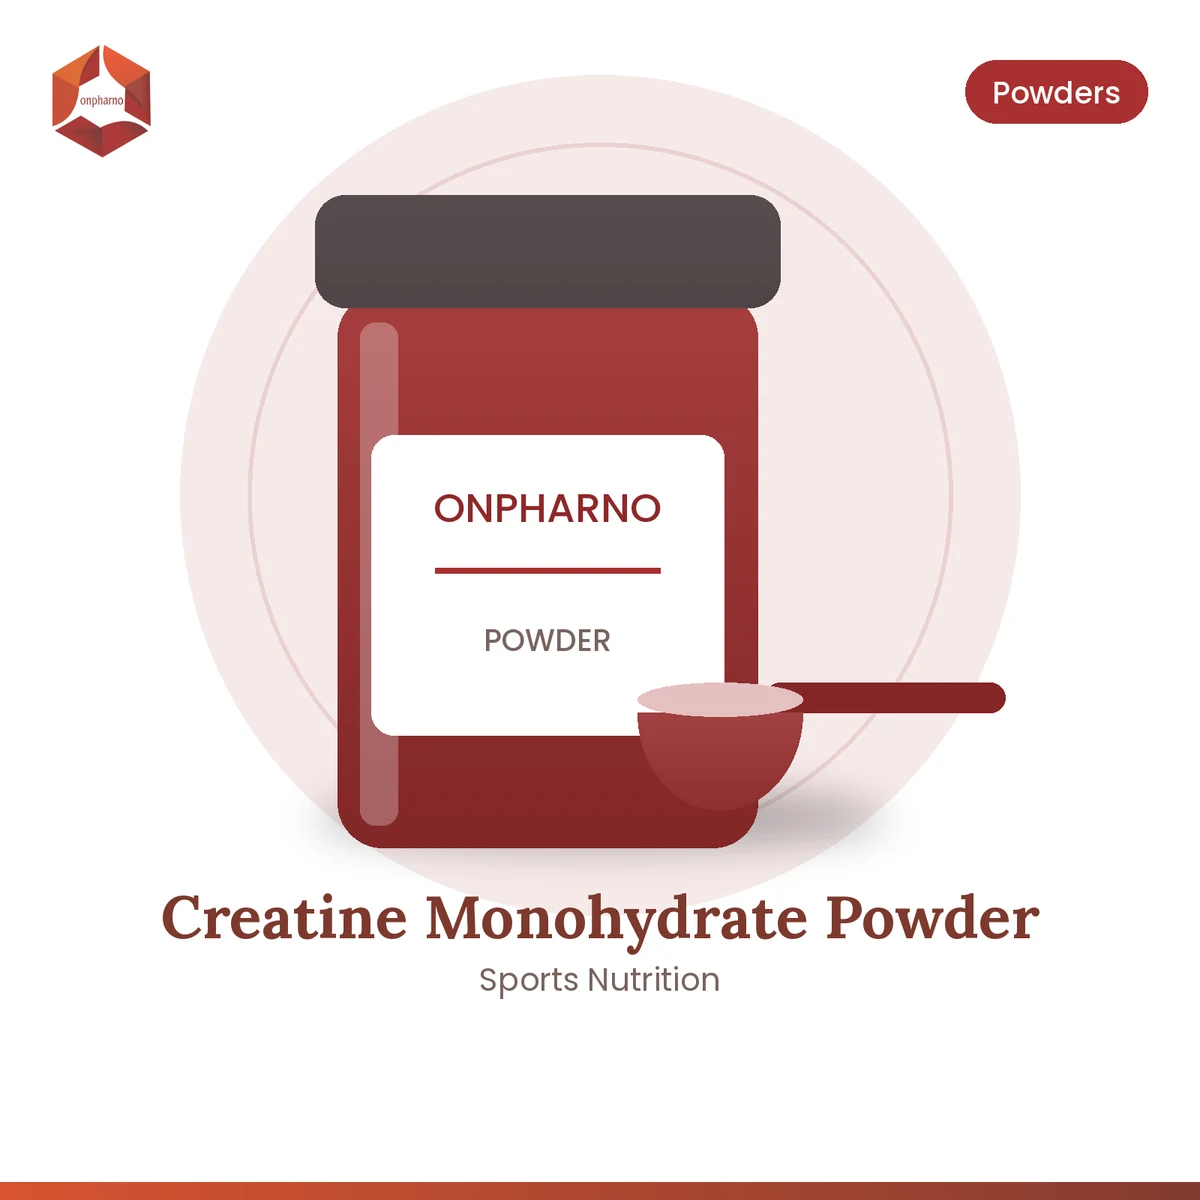 onpharno
Powders
ONPHARNO
POWDER
Creatine Monohydrate Powder
Sports Nutrition